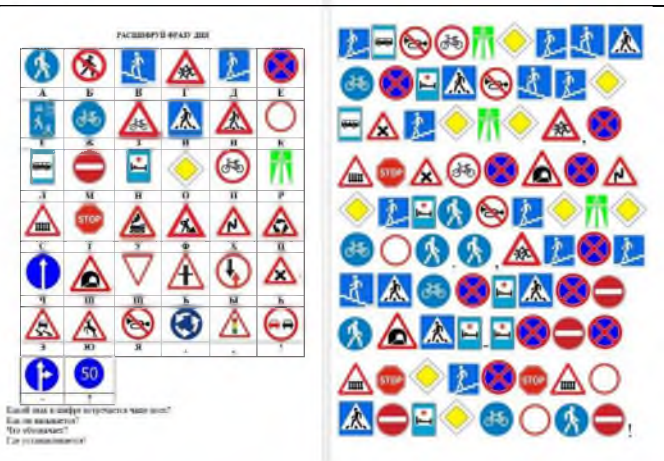 РАСШИФРУЙ ФРАЗУ ДНЯ
А Б В Г Д Е
Ё Ж З И Й К
Л М Н О П Р
STOP
С Т У Ф Х Ц
Ч Ш Щ Ъ Ы Ь
Э Ю Я . , !
50
- ?
Какой знак в шифре встречается чаще всех?
Как он называется?
Что обозначает?
Где устанавливается?
STOP
, ,
-
STOP STOP
!